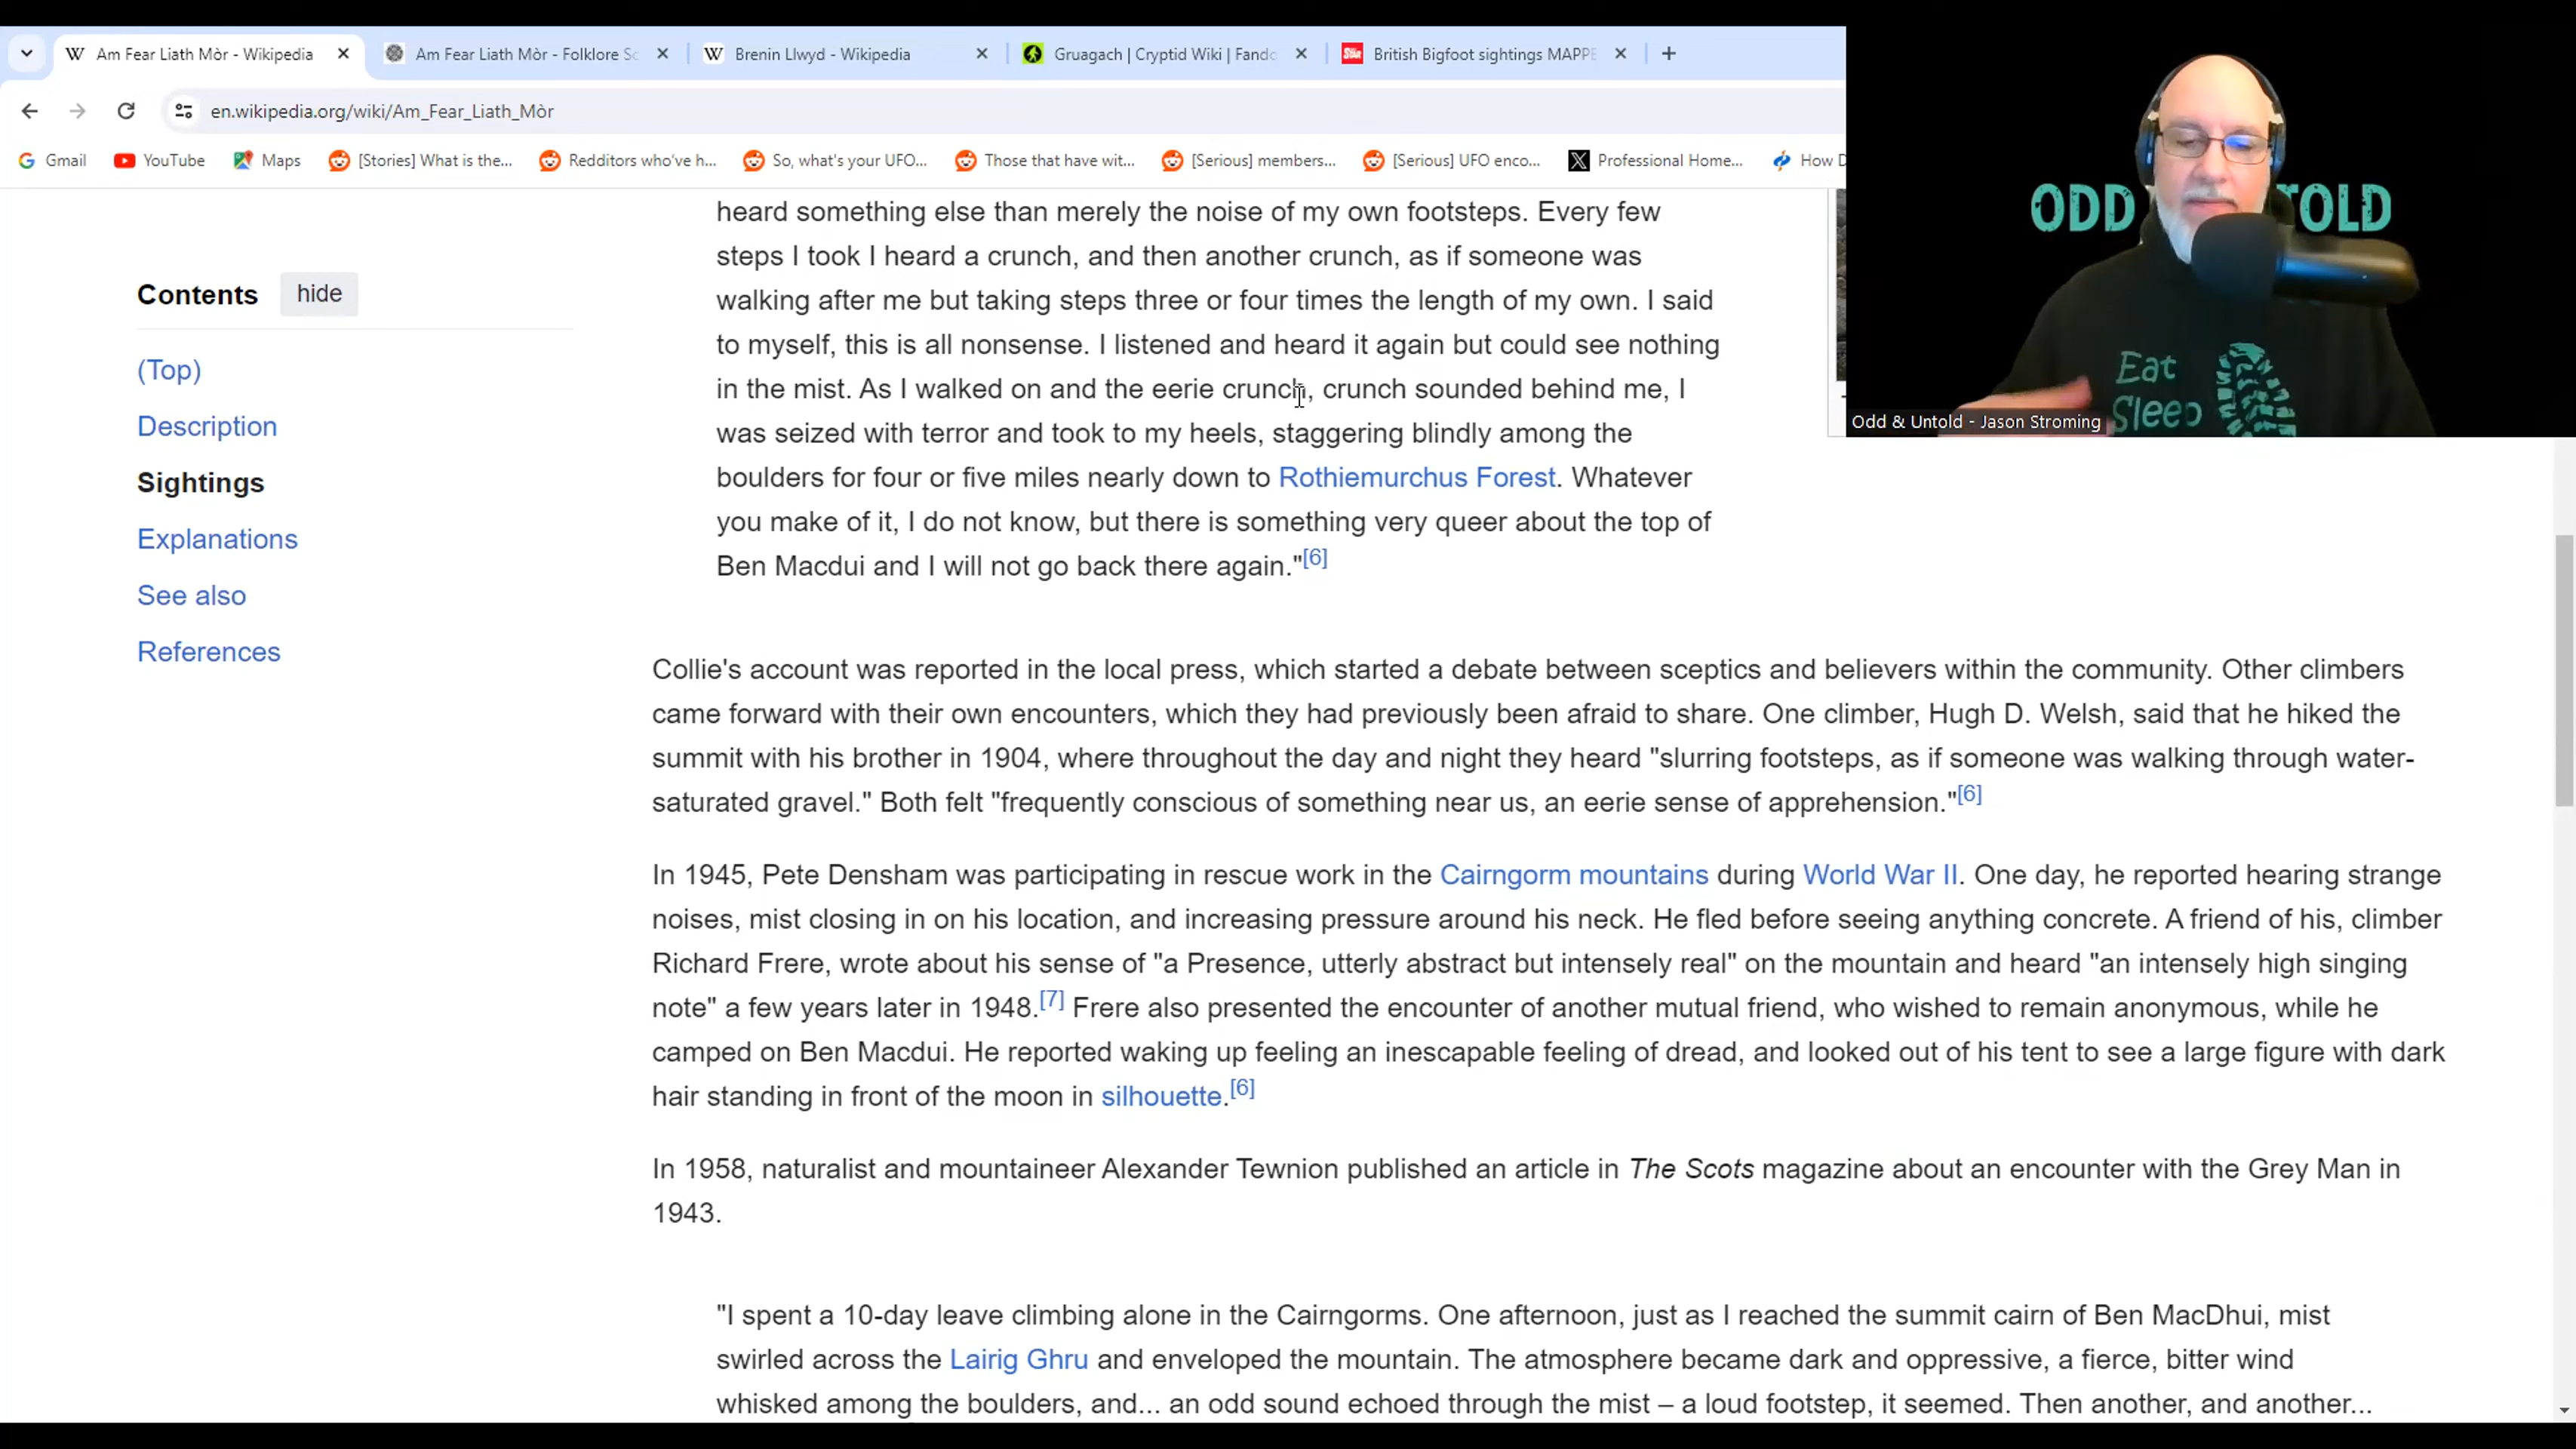 Am Fear Liath Mòr - Wikipedia
Am Fear Liath Mòr - Folklore Sc
Brenin Llwyd - Wikipedia
Gruagach | Cryptid Wiki | Fando
British Bigfoot sightings MAPPE
en.wikipedia.org/wiki/Am_Fear_Liath_Mòr
Gmail
YouTube
Maps
[Stories] What is the...
Redditors who've h...
So, what's your UFO...
Those that have wit...
[Serious] members...
[Serious] UFO enco...
Professional Home...
How D
Contents
hide
(Top)
Description
Sightings
Explanations
See also
References
heard something else than merely the noise of my own footsteps. Every few
steps I took I heard a crunch, and then another crunch, as if someone was
walking after me but taking steps three or four times the length of my own. I said
to myself, this is all nonsense. I listened and heard it again but could see nothing
in the mist. As I walked on and the eerie crunch, crunch sounded behind me, I
was seized with terror and took to my heels, staggering blindly among the
boulders for four or five miles nearly down to Rothiemurchus Forest. Whatever
you make of it, I do not know, but there is something very queer about the top of
Ben Macdui and I will not go back there again."[6]
Collie's account was reported in the local press, which started a debate between sceptics and believers within the community. Other climbers
came forward with their own encounters, which they had previously been afraid to share. One climber, Hugh D. Welsh, said that he hiked the
summit with his brother in 1904, where throughout the day and night they heard "slurring footsteps, as if someone was walking through water-
saturated gravel." Both felt "frequently conscious of something near us, an eerie sense of apprehension."[6]
In 1945, Pete Densham was participating in rescue work in the Cairngorm mountains during World War II. One day, he reported hearing strange
noises, mist closing in on his location, and increasing pressure around his neck. He fled before seeing anything concrete. A friend of his, climber
Richard Frere, wrote about his sense of "a Presence, utterly abstract but intensely real" on the mountain and heard "an intensely high singing
note" a few years later in 1948.[7] Frere also presented the encounter of another mutual friend, who wished to remain anonymous, while he
camped on Ben Macdui. He reported waking up feeling an inescapable feeling of dread, and looked out of his tent to see a large figure with dark
hair standing in front of the moon in silhouette.[6]
In 1958, naturalist and mountaineer Alexander Tewnion published an article in The Scots magazine about an encounter with the Grey Man in
1943.
"I spent a 10-day leave climbing alone in the Cairngorms. One afternoon, just as I reached the summit cairn of Ben MacDhui, mist
swirled across the Lairig Ghru and enveloped the mountain. The atmosphere became dark and oppressive, a fierce, bitter wind
whisked among the boulders, and... an odd sound echoed through the mist – a loud footstep, it seemed. Then another, and another...
ODD TOLD
Eat
Sleep
Odd & Untold - Jason Stroming